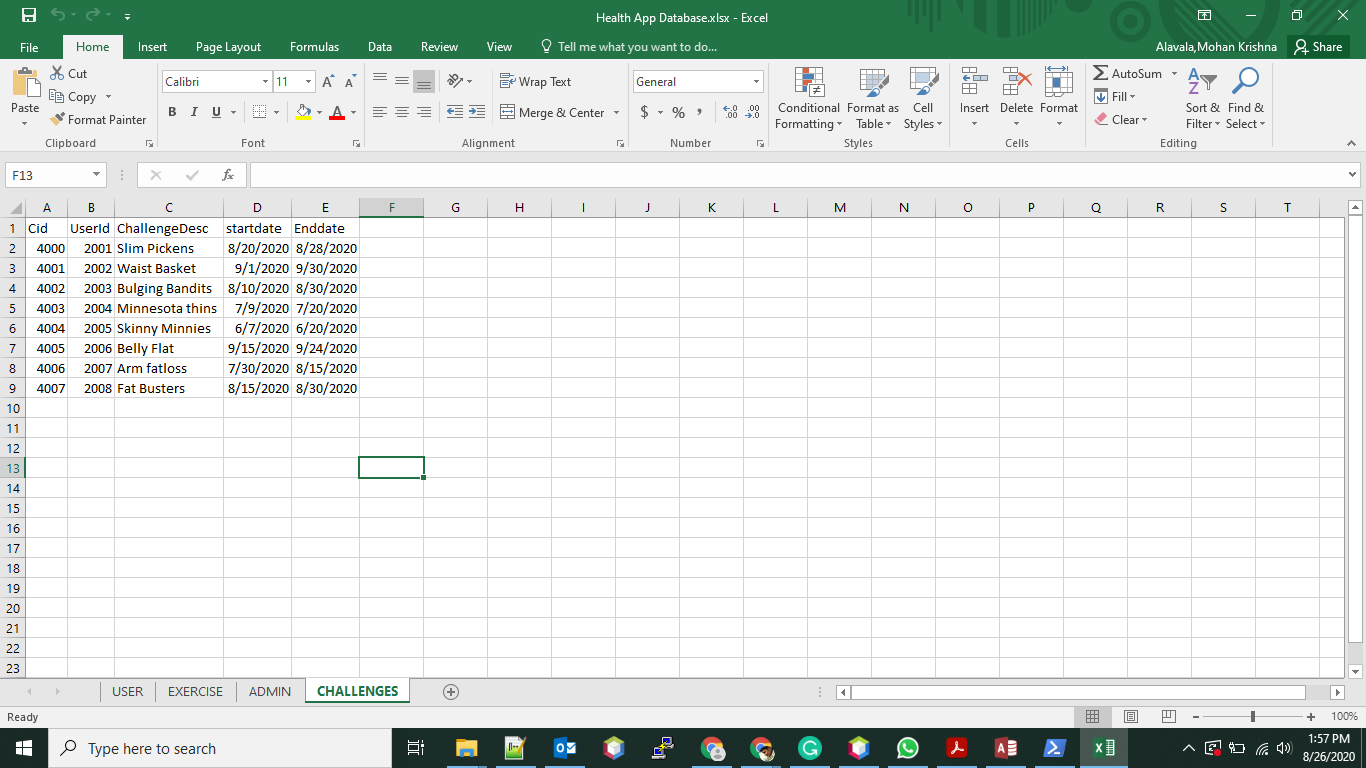 Health App Database.xlsx - Excel
File Home Insert Page Layout Formulas Data Review View Tell me what you want to do... Alavala,Mohan Krishna Share
Paste Cut Copy Format Painter
Clipboard
Calibri 11 A A
B I U A
Font
Wrap Text
Merge & Center
Alignment
General
$ % , .0 .00 .00 .0
Number
Conditional Formatting Format as Table Cell Styles
Styles
Insert Delete Format
Cells
AutoSum Fill Clear Sort & Filter Find & Select
Editing
F13 fx
A B C D E F G H I J K L M N O P Q R S T
1 Cid UserId ChallengeDesc startdate Enddate
2 4000 2001 Slim Pickens 8/20/2020 8/28/2020
3 4001 2002 Waist Basket 9/1/2020 9/30/2020
4 4002 2003 Bulging Bandits 8/10/2020 8/30/2020
5 4003 2004 Minnesota thins 7/9/2020 7/20/2020
6 4004 2005 Skinny Minnies 6/7/2020 6/20/2020
7 4005 2006 Belly Flat 9/15/2020 9/24/2020
8 4006 2007 Arm fatloss 7/30/2020 8/15/2020
9 4007 2008 Fat Busters 8/15/2020 8/30/2020
10
11
12
13
14
15
16
17
18
19
20
21
22
23
USER EXERCISE ADMIN CHALLENGES
Ready 100%
Type here to search
1:57 PM
8/26/2020